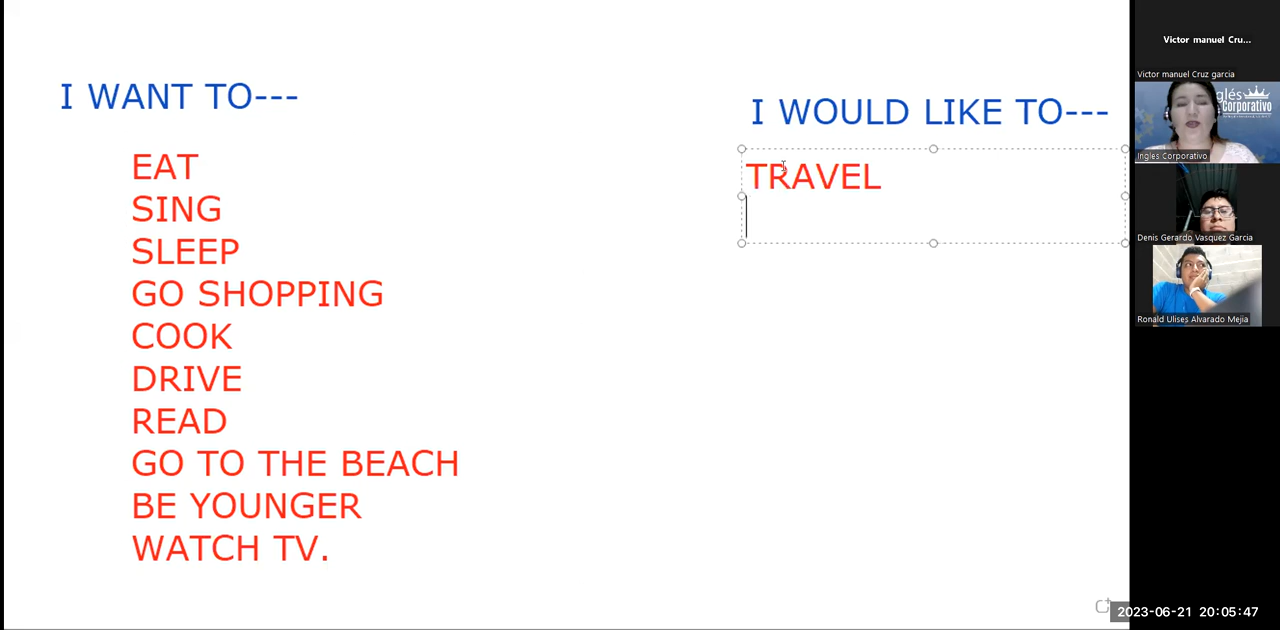 I WANT TO---
EAT
SING
SLEEP
GO SHOPPING
COOK
DRIVE
READ
GO TO THE BEACH
BE YOUNGER
WATCH TV.
I WOULD LIKE TO---
TRAVEL
Victor manuel Cru...
Victor manuel Cruz garcia
glés
Corporativo
Ingles Corporativo
Denis Gerardo Vasquez Garcia
Ronald Ulises Alvarado Mejia
2023-06-21 20:05:47